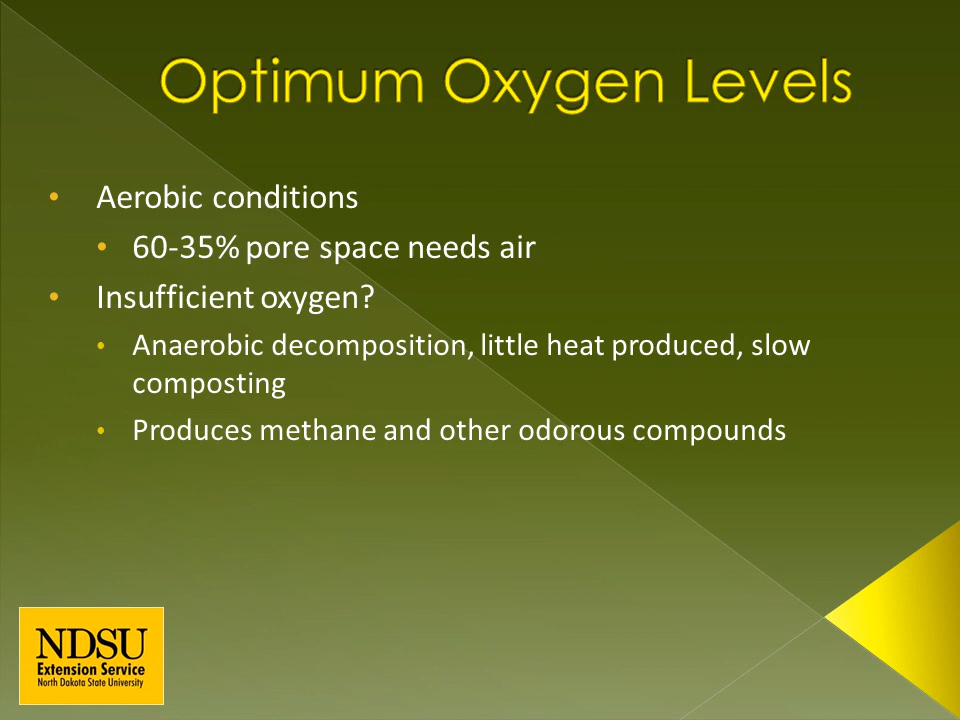 Optimum Oxygen Levels
• Aerobic conditions
• 60-35% pore space needs air
• Insufficient oxygen?
• Anaerobic decomposition, little heat produced, slow
composting
• Produces methane and other odorous compounds
NDSU
Extension Service
North Dakota State University